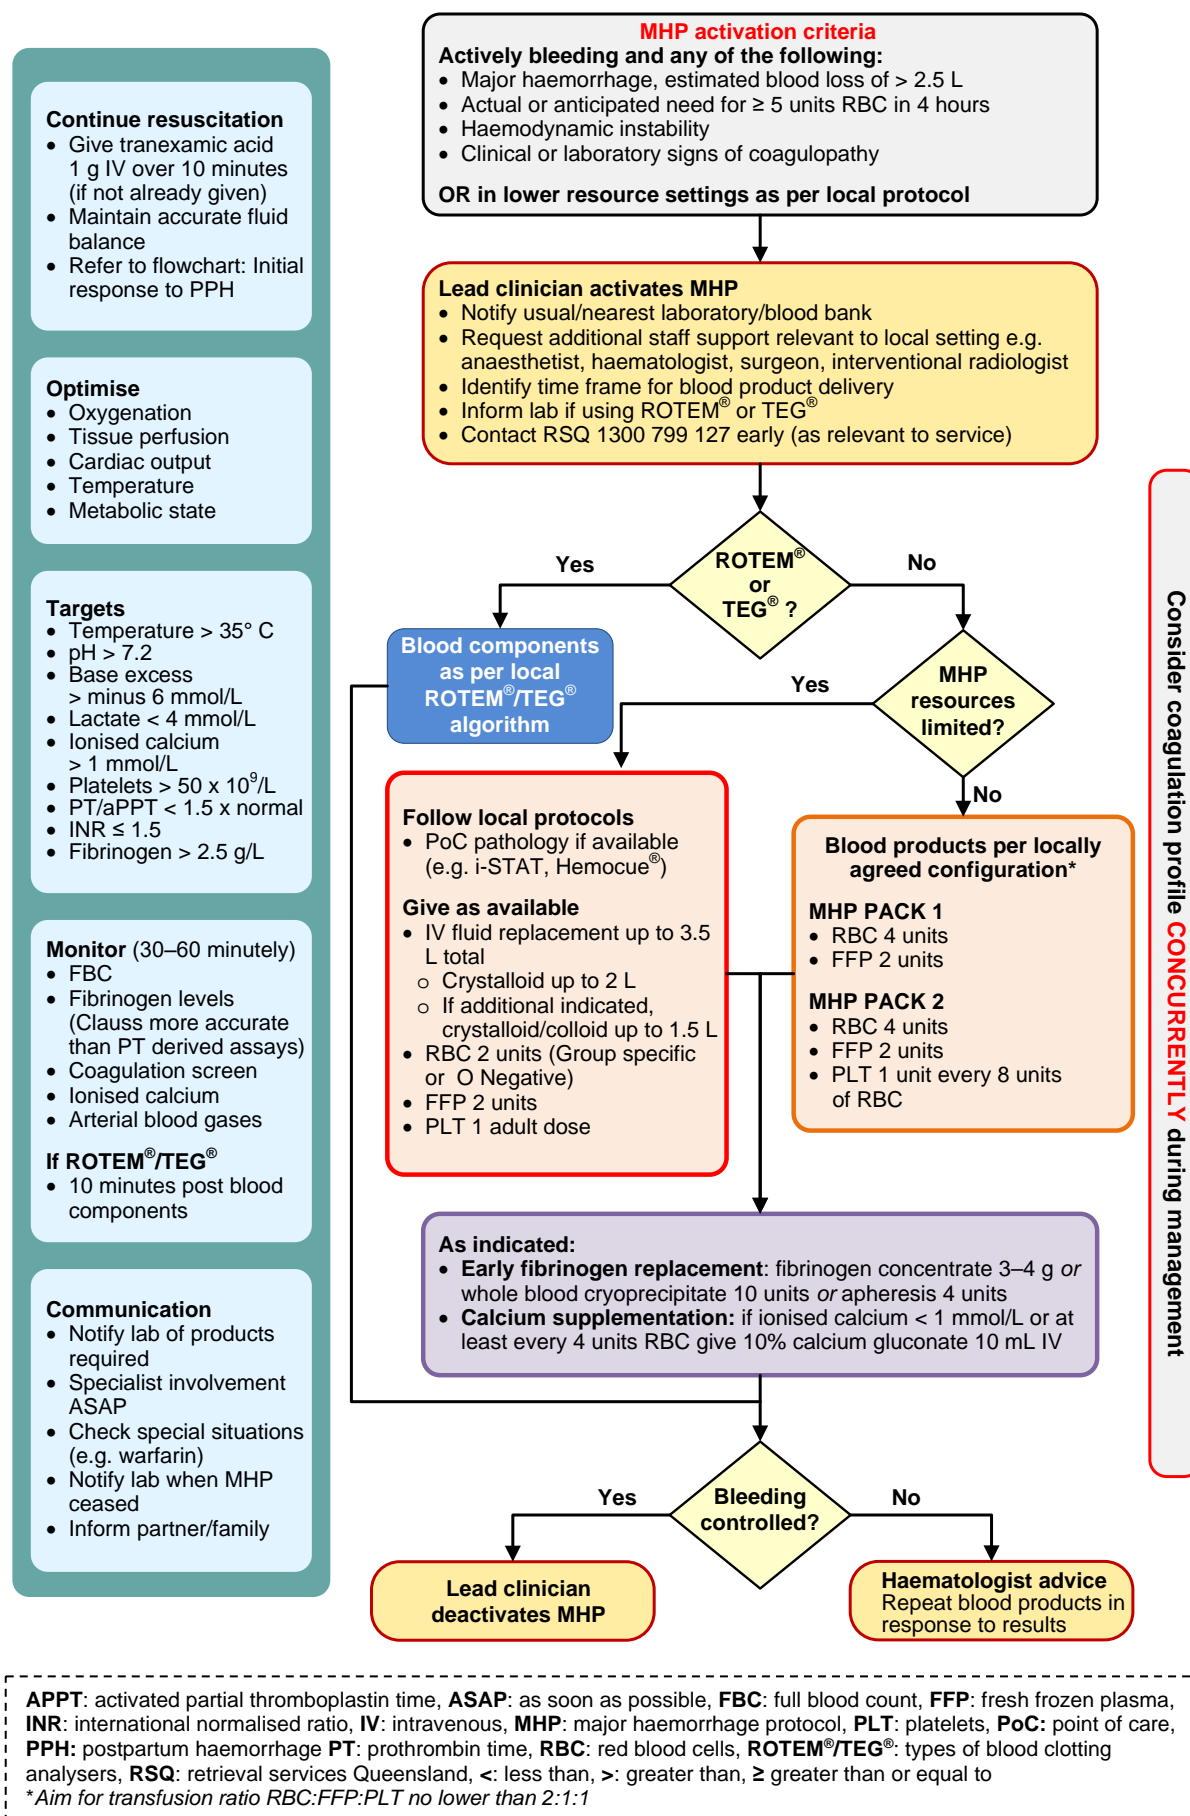 MHP activation criteria
Actively bleeding and any of the following:
• Major haemorrhage, estimated blood loss of > 2.5 L
• Actual or anticipated need for ≥ 5 units RBC in 4 hours
• Haemodynamic instability
• Clinical or laboratory signs of coagulopathy
OR in lower resource settings as per local protocol
Continue resuscitation
• Give tranexamic acid
1 g IV over 10 minutes
(if not already given)
• Maintain accurate fluid
balance
• Refer to flowchart: Initial
response to PPH
Optimise
• Oxygenation
• Tissue perfusion
• Cardiac output
• Temperature
• Metabolic state
Targets
• Temperature > 35° C
• pH > 7.2
• Base excess
> minus 6 mmol/L
• Lactate < 4 mmol/L
• Ionised calcium
> 1 mmol/L
• Platelets > 50 x 10⁹/L
• PT/aPPT < 1.5 x normal
• INR ≤ 1.5
• Fibrinogen > 2.5 g/L
Monitor (30–60 minutely)
• FBC
• Fibrinogen levels
(Clauss more accurate
than PT derived assays)
• Coagulation screen
• Ionised calcium
• Arterial blood gases
If ROTEM®/TEG®
• 10 minutes post blood
components
Communication
• Notify lab of products
required
• Specialist involvement
ASAP
• Check special situations
(e.g. warfarin)
• Notify lab when MHP
ceased
• Inform partner/family
Lead clinician activates MHP
• Notify usual/nearest laboratory/blood bank
• Request additional staff support relevant to local setting e.g.
anaesthetist, haematologist, surgeon, interventional radiologist
• Identify time frame for blood product delivery
• Inform lab if using ROTEM® or TEG®
• Contact RSQ 1300 799 127 early (as relevant to service)
ROTEM®
or
TEG® ?
Yes
No
Blood components
as per local
ROTEM®/TEG®
algorithm
MHP
resources
limited?
Yes
No
Follow local protocols
• PoC pathology if available
(e.g. i-STAT, Hemocue®)
Give as available
• IV fluid replacement up to 3.5
L total
o Crystalloid up to 2 L
o If additional indicated,
crystalloid/colloid up to 1.5 L
• RBC 2 units (Group specific
or O Negative)
• FFP 2 units
• PLT 1 adult dose
Blood products per locally
agreed configuration*
MHP PACK 1
• RBC 4 units
• FFP 2 units
MHP PACK 2
• RBC 4 units
• FFP 2 units
• PLT 1 unit every 8 units
of RBC
As indicated:
• Early fibrinogen replacement: fibrinogen concentrate 3–4 g or
whole blood cryoprecipitate 10 units or apheresis 4 units
• Calcium supplementation: if ionised calcium < 1 mmol/L or at
least every 4 units RBC give 10% calcium gluconate 10 mL IV
Bleeding
controlled?
Yes
No
Lead clinician
deactivates MHP
Haematologist advice
Repeat blood products in
response to results
Consider coagulation profile CONCURRENTLY during management
APPT: activated partial thromboplastin time, ASAP: as soon as possible, FBC: full blood count, FFP: fresh frozen plasma,
INR: international normalised ratio, IV: intravenous, MHP: major haemorrhage protocol, PLT: platelets, PoC: point of care,
PPH: postpartum haemorrhage PT: prothrombin time, RBC: red blood cells, ROTEM®/TEG®: types of blood clotting
analysers, RSQ: retrieval services Queensland, <: less than, >: greater than, ≥ greater than or equal to
*Aim for transfusion ratio RBC:FFP:PLT no lower than 2:1:1